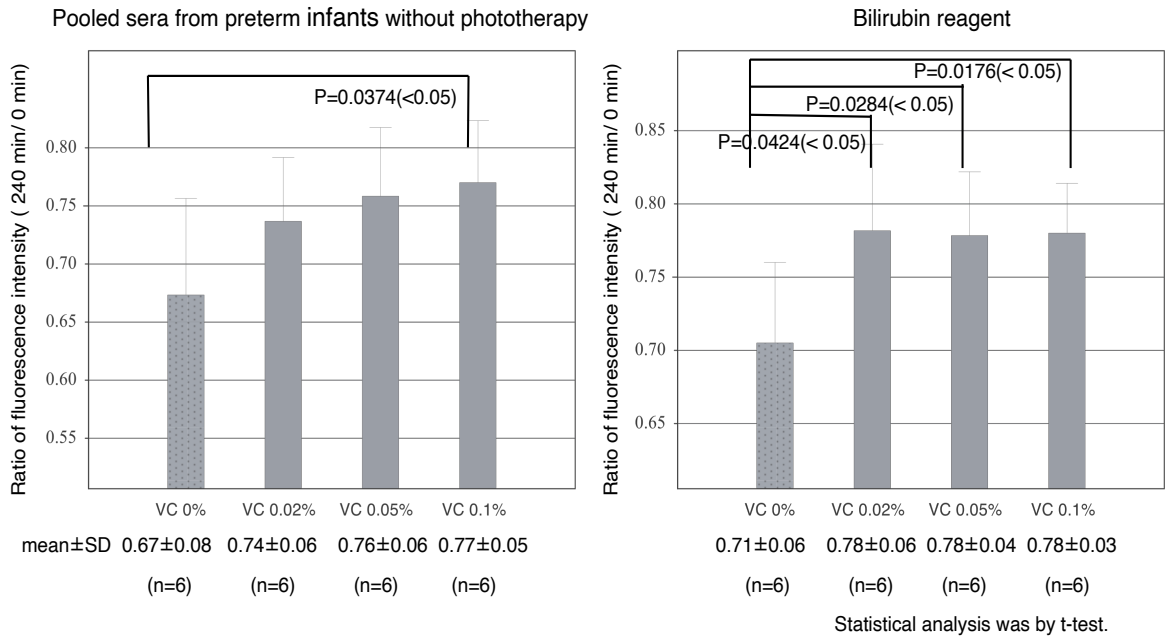 Pooled sera from preterm infants without phototherapy
Ratio of fluorescence intensity ( 240 min/ 0 min)
P=0.0374(<0.05)
0.80
0.75
0.70
0.65
0.60
0.55
VC 0% VC 0.02% VC 0.05% VC 0.1%
mean±SD 0.67±0.08 0.74±0.06 0.76±0.06 0.77±0.05
(n=6) (n=6) (n=6) (n=6)
Bilirubin reagent
Ratio of fluorescence intensity ( 240 min/ 0 min)
P=0.0176(< 0.05)
P=0.0284(< 0.05)
P=0.0424(< 0.05)
0.85
0.80
0.75
0.70
0.65
VC 0% VC 0.02% VC 0.05% VC 0.1%
0.71±0.06 0.78±0.06 0.78±0.04 0.78±0.03
(n=6) (n=6) (n=6) (n=6)
Statistical analysis was by t-test.